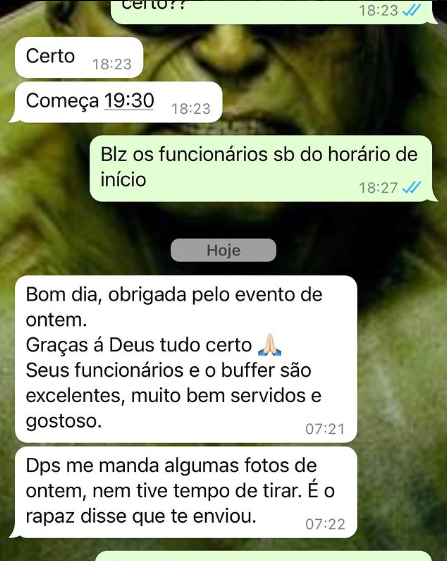 certo??
18:23
Certo
18:23
Começa 19:30
18:23
Blz os funcionários sb do horário de
início
18:27
Hoje
Bom dia, obrigada pelo evento de
ontem.
Graças á Deus tudo certo 🙏🏻
Seus funcionários e o buffer são
excelentes, muito bem servidos e
gostoso.
07:21
Dps me manda algumas fotos de
ontem, nem tive tempo de tirar. É o
rapaz disse que te enviou.
07:22